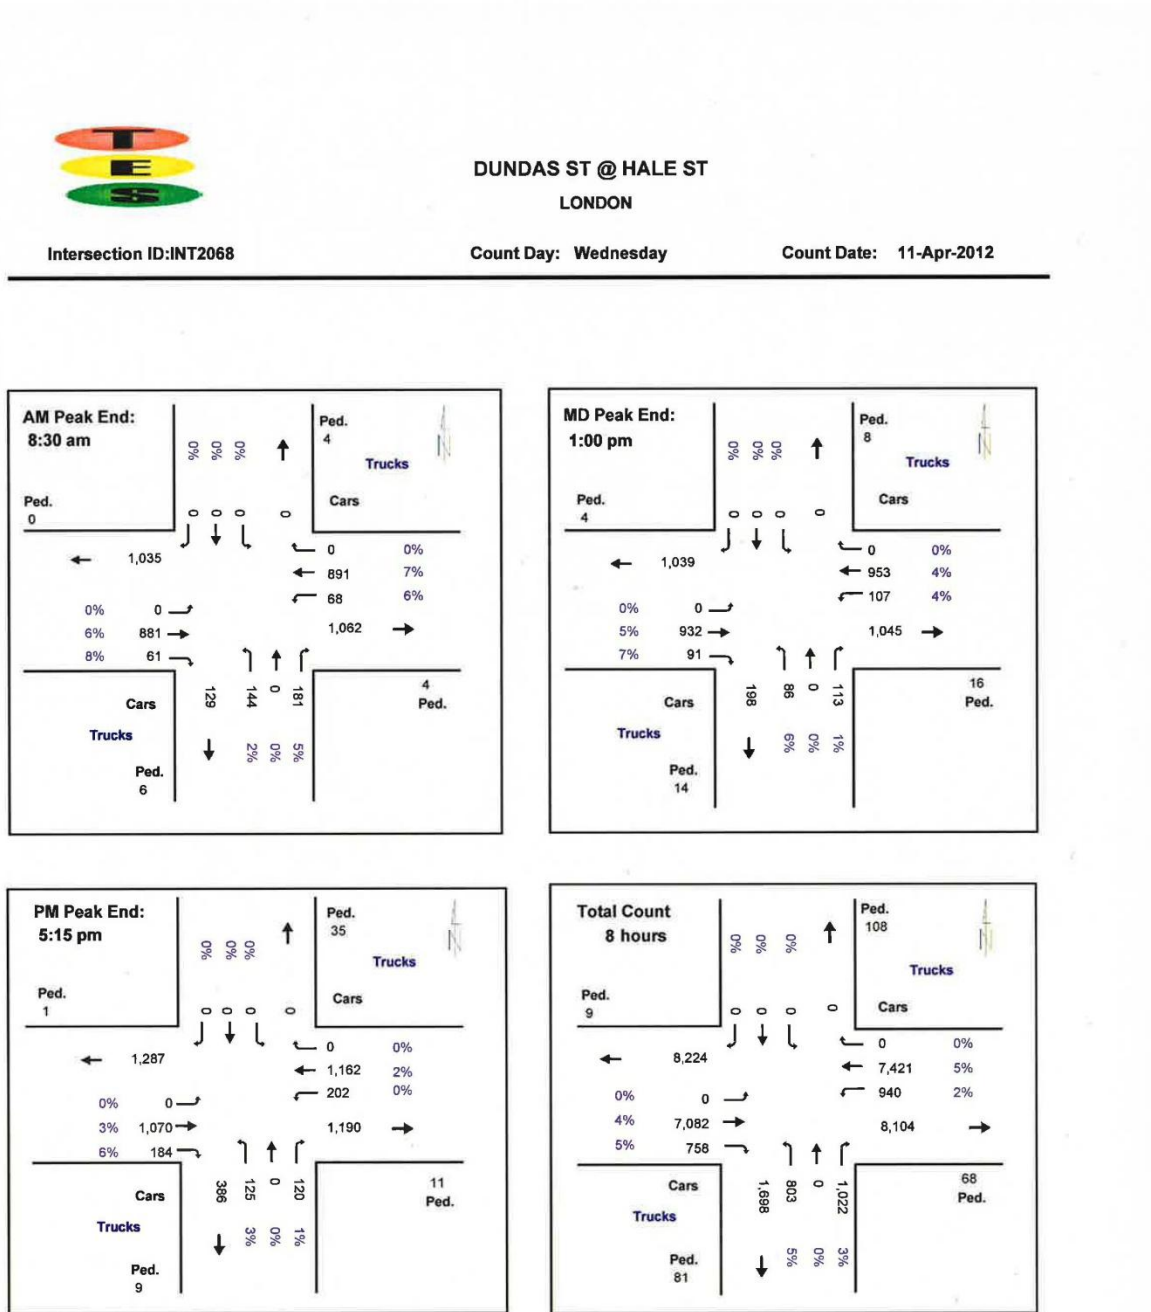 T
E
S
DUNDAS ST @ HALE ST
LONDON
Intersection ID:INT2068 Count Day: Wednesday Count Date: 11-Apr-2012
AM Peak End:
8:30 am
0% 0% 0%
Ped.
4
N
Trucks
Cars
Ped.
0
0 0 0 0
1,035
0 0%
891 7%
68 6%
0% 0
6% 881
8% 61
1,062
129 144 0 181
2% 0% 5%
Cars
Trucks
Ped.
6
4
Ped.
MD Peak End:
1:00 pm
0% 0% 0%
Ped.
8
N
Trucks
Cars
Ped.
4
0 0 0 0
1,039
0 0%
953 4%
107 4%
0% 0
5% 932
7% 91
1,045
198 86 0 113
6% 0% 1%
Cars
Trucks
Ped.
14
16
Ped.
PM Peak End:
5:15 pm
0% 0% 0%
Ped.
35
N
Trucks
Cars
Ped.
1
0 0 0 0
1,287
0 0%
1,162 2%
202 0%
0% 0
3% 1,070
6% 184
1,190
386 125 0 120
3% 0% 1%
Cars
Trucks
Ped.
9
11
Ped.
Total Count
8 hours
0% 0% 0%
Ped.
108
N
Trucks
Cars
Ped.
9
0 0 0 0
8,224
0 0%
7,421 5%
940 2%
0% 0
4% 7,082
5% 758
8,104
1,698 803 0 1,022
5% 0% 3%
Cars
Trucks
Ped.
81
68
Ped.